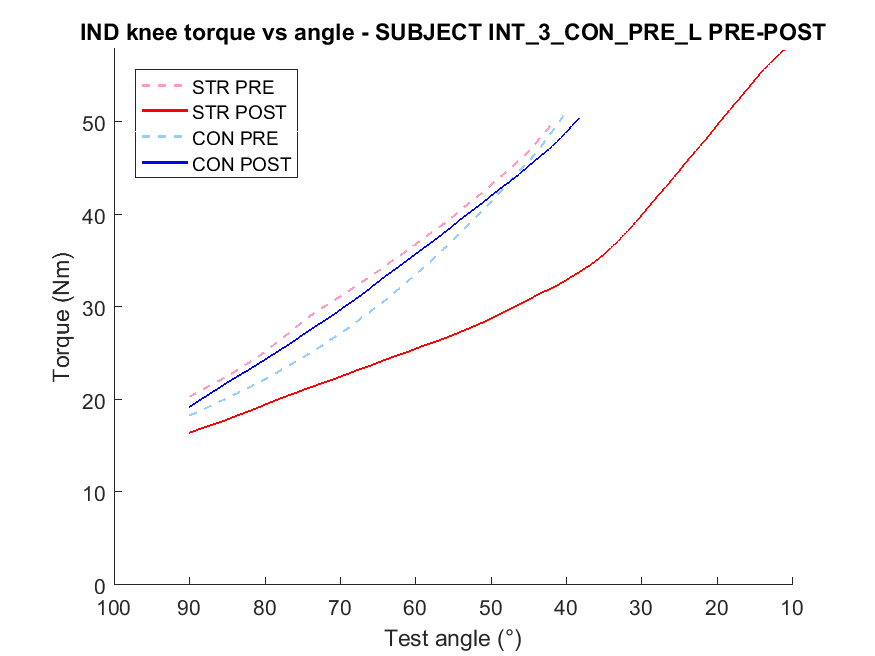 IND knee torque vs angle - SUBJECT INT_3_CON_PRE_L PRE-POST
STR PRE
STR POST
CON PRE
CON POST
Torque (Nm)
50
40
30
20
10
0
100 90 80 70 60 50 40 30 20 10
Test angle (°)